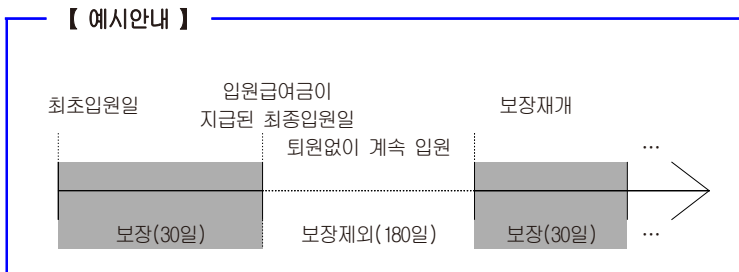 【 예시안내 】
최초입원일
입원급여금이
지급된 최종입원일
보장재개
퇴원없이 계속 입원
…
보장(30일)
보장제외(180일)
보장(30일)
…